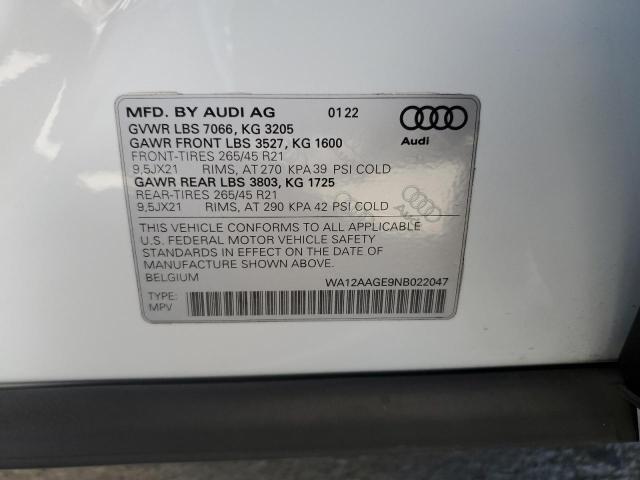 MFD. BY AUDI AG 01 22
GVWR LBS 7066, KG 3205
GAWR FRONT LBS 3527, KG 1600
FRONT-TIRES 265/45 R21
9,5JX21 RIMS, AT 270 KPA 39 PSI COLD
GAWR REAR LBS 3803, KG 1725
REAR-TIRES 265/45 R21
9,5JX21 RIMS, AT 290 KPA 42 PSI COLD
Audi
THIS VEHICLE CONFORMS TO ALL APPLICABLE
U.S. FEDERAL MOTOR VEHICLE SAFETY
STANDARDS IN EFFECT ON THE DATE OF
MANUFACTURE SHOWN ABOVE.
BELGIUM WA12AAGE9NB022047
TYPE:
MPV